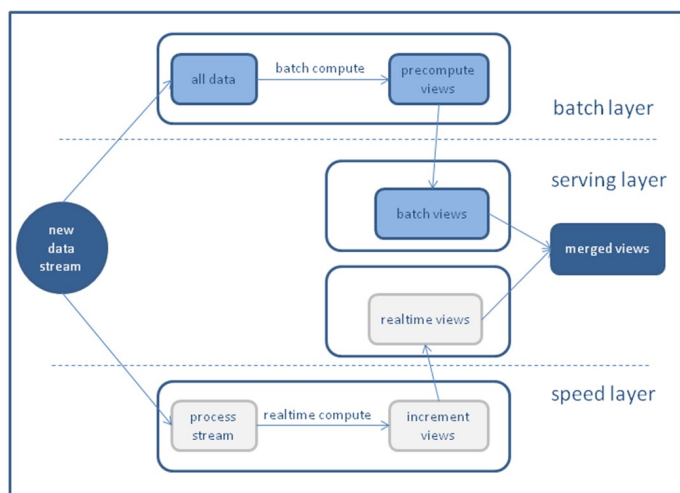 all data
batch compute
precompute
views
batch layer
serving layer
batch views
new
data
stream
merged views
realtime views
speed layer
process
stream
realtime compute
increment
views